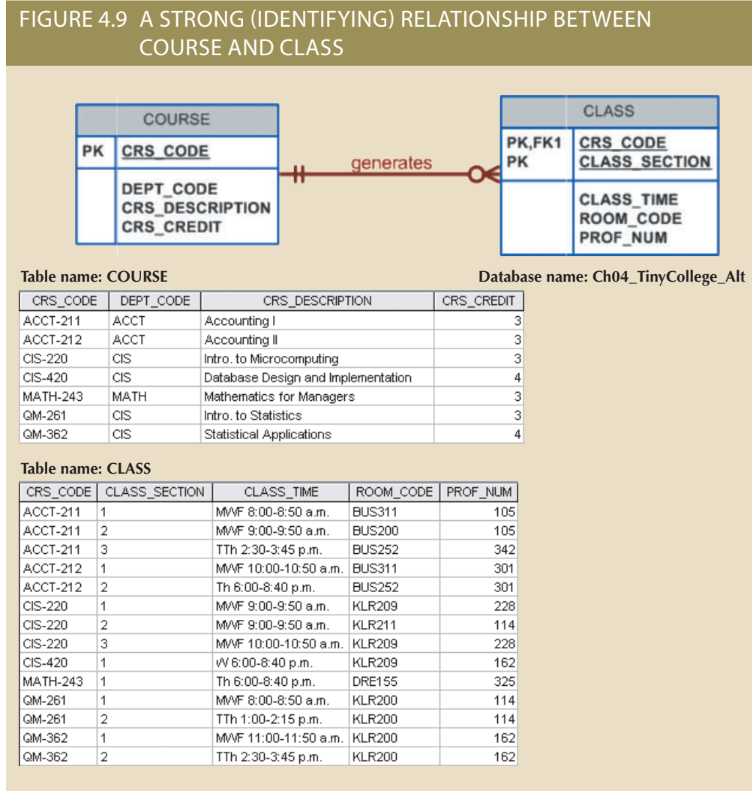 FIGURE 4.9 A STRONG (IDENTIFYING) RELATIONSHIP BETWEEN
COURSE AND CLASS
COURSE
PK CRS_CODE
DEPT_CODE
CRS_DESCRIPTION
CRS_CREDIT
generates
CLASS
PK,FK1 CRS_CODE
PK CLASS_SECTION
CLASS_TIME
ROOM_CODE
PROF_NUM
Table name: COURSE
Database name: Ch04_TinyCollege_Alt
CRS_CODE DEPT_CODE CRS_DESCRIPTION CRS_CREDIT
ACCT-211 ACCT Accounting I 3
ACCT-212 ACCT Accounting II 3
CIS-220 CIS Intro. to Microcomputing 3
CIS-420 CIS Database Design and Implementation 4
MATH-243 MATH Mathematics for Managers 3
QM-261 CIS Intro. to Statistics 3
QM-362 CIS Statistical Applications 4
Table name: CLASS
CRS_CODE CLASS_SECTION CLASS_TIME ROOM_CODE PROF_NUM
ACCT-211 1 MWF 8:00-8:50 a.m. BUS311 105
ACCT-211 2 MWF 9:00-9:50 a.m. BUS200 105
ACCT-211 3 TTh 2:30-3:45 p.m. BUS252 342
ACCT-212 1 MWF 10:00-10:50 a.m. BUS311 301
ACCT-212 2 Th 6:00-8:40 p.m. BUS252 301
CIS-220 1 MWF 9:00-9:50 a.m. KLR209 228
CIS-220 2 MWF 9:00-9:50 a.m. KLR211 114
CIS-220 3 MWF 10:00-10:50 a.m. KLR209 228
CIS-420 1 W 6:00-8:40 p.m. KLR209 162
MATH-243 1 Th 6:00-8:40 p.m. DRE155 325
QM-261 1 MWF 8:00-8:50 a.m. KLR200 114
QM-261 2 TTh 1:00-2:15 p.m. KLR200 114
QM-362 1 MWF 11:00-11:50 a.m. KLR200 162
QM-362 2 TTh 2:30-3:45 p.m. KLR200 162